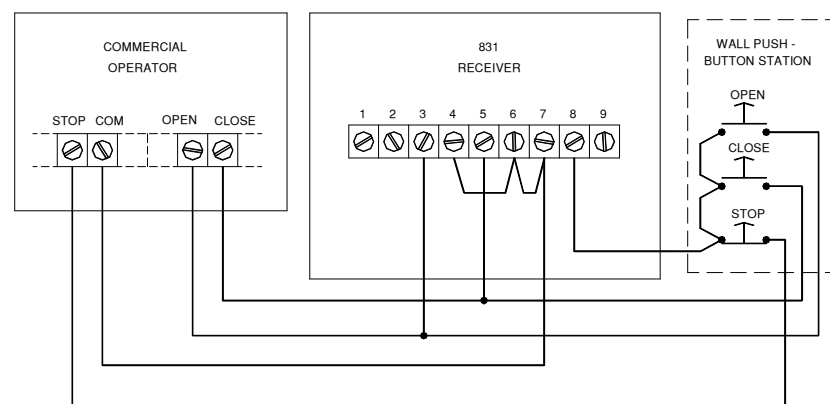 COMMERCIAL
OPERATOR
STOP COM OPEN CLOSE
831
RECEIVER
1 2 3 4 5 6 7 8 9
WALL PUSH -
BUTTON STATION
OPEN
CLOSE
STOP